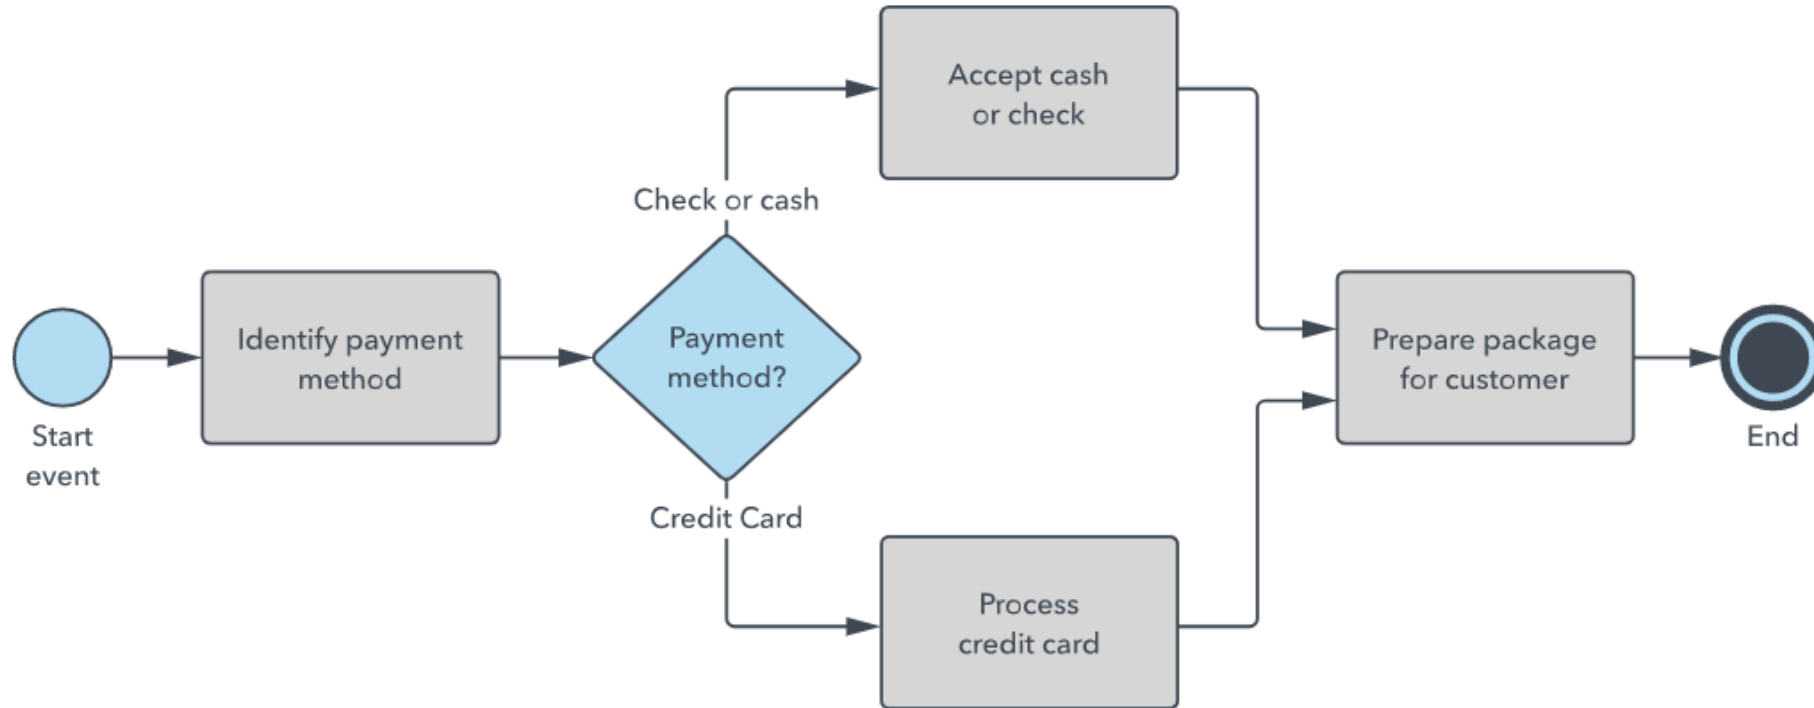 Start
event
Identify payment
method
Payment
method?
Check or cash
Accept cash
or check
Credit Card
Process
credit card
Prepare package
for customer
End